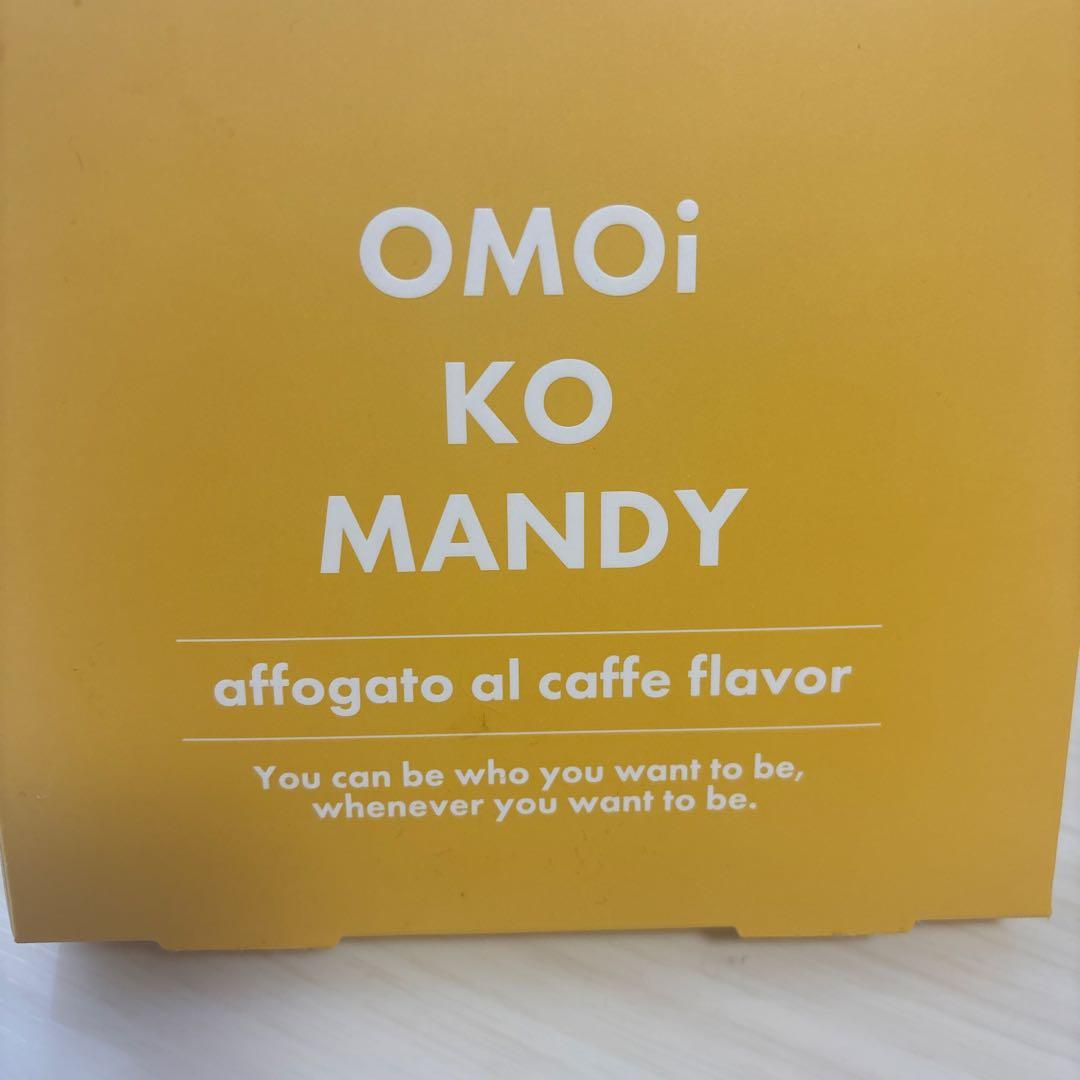 OMOi
KO
MANDY
affogato al caffe flavor
You can be who you want to be,
whenever you want to be.